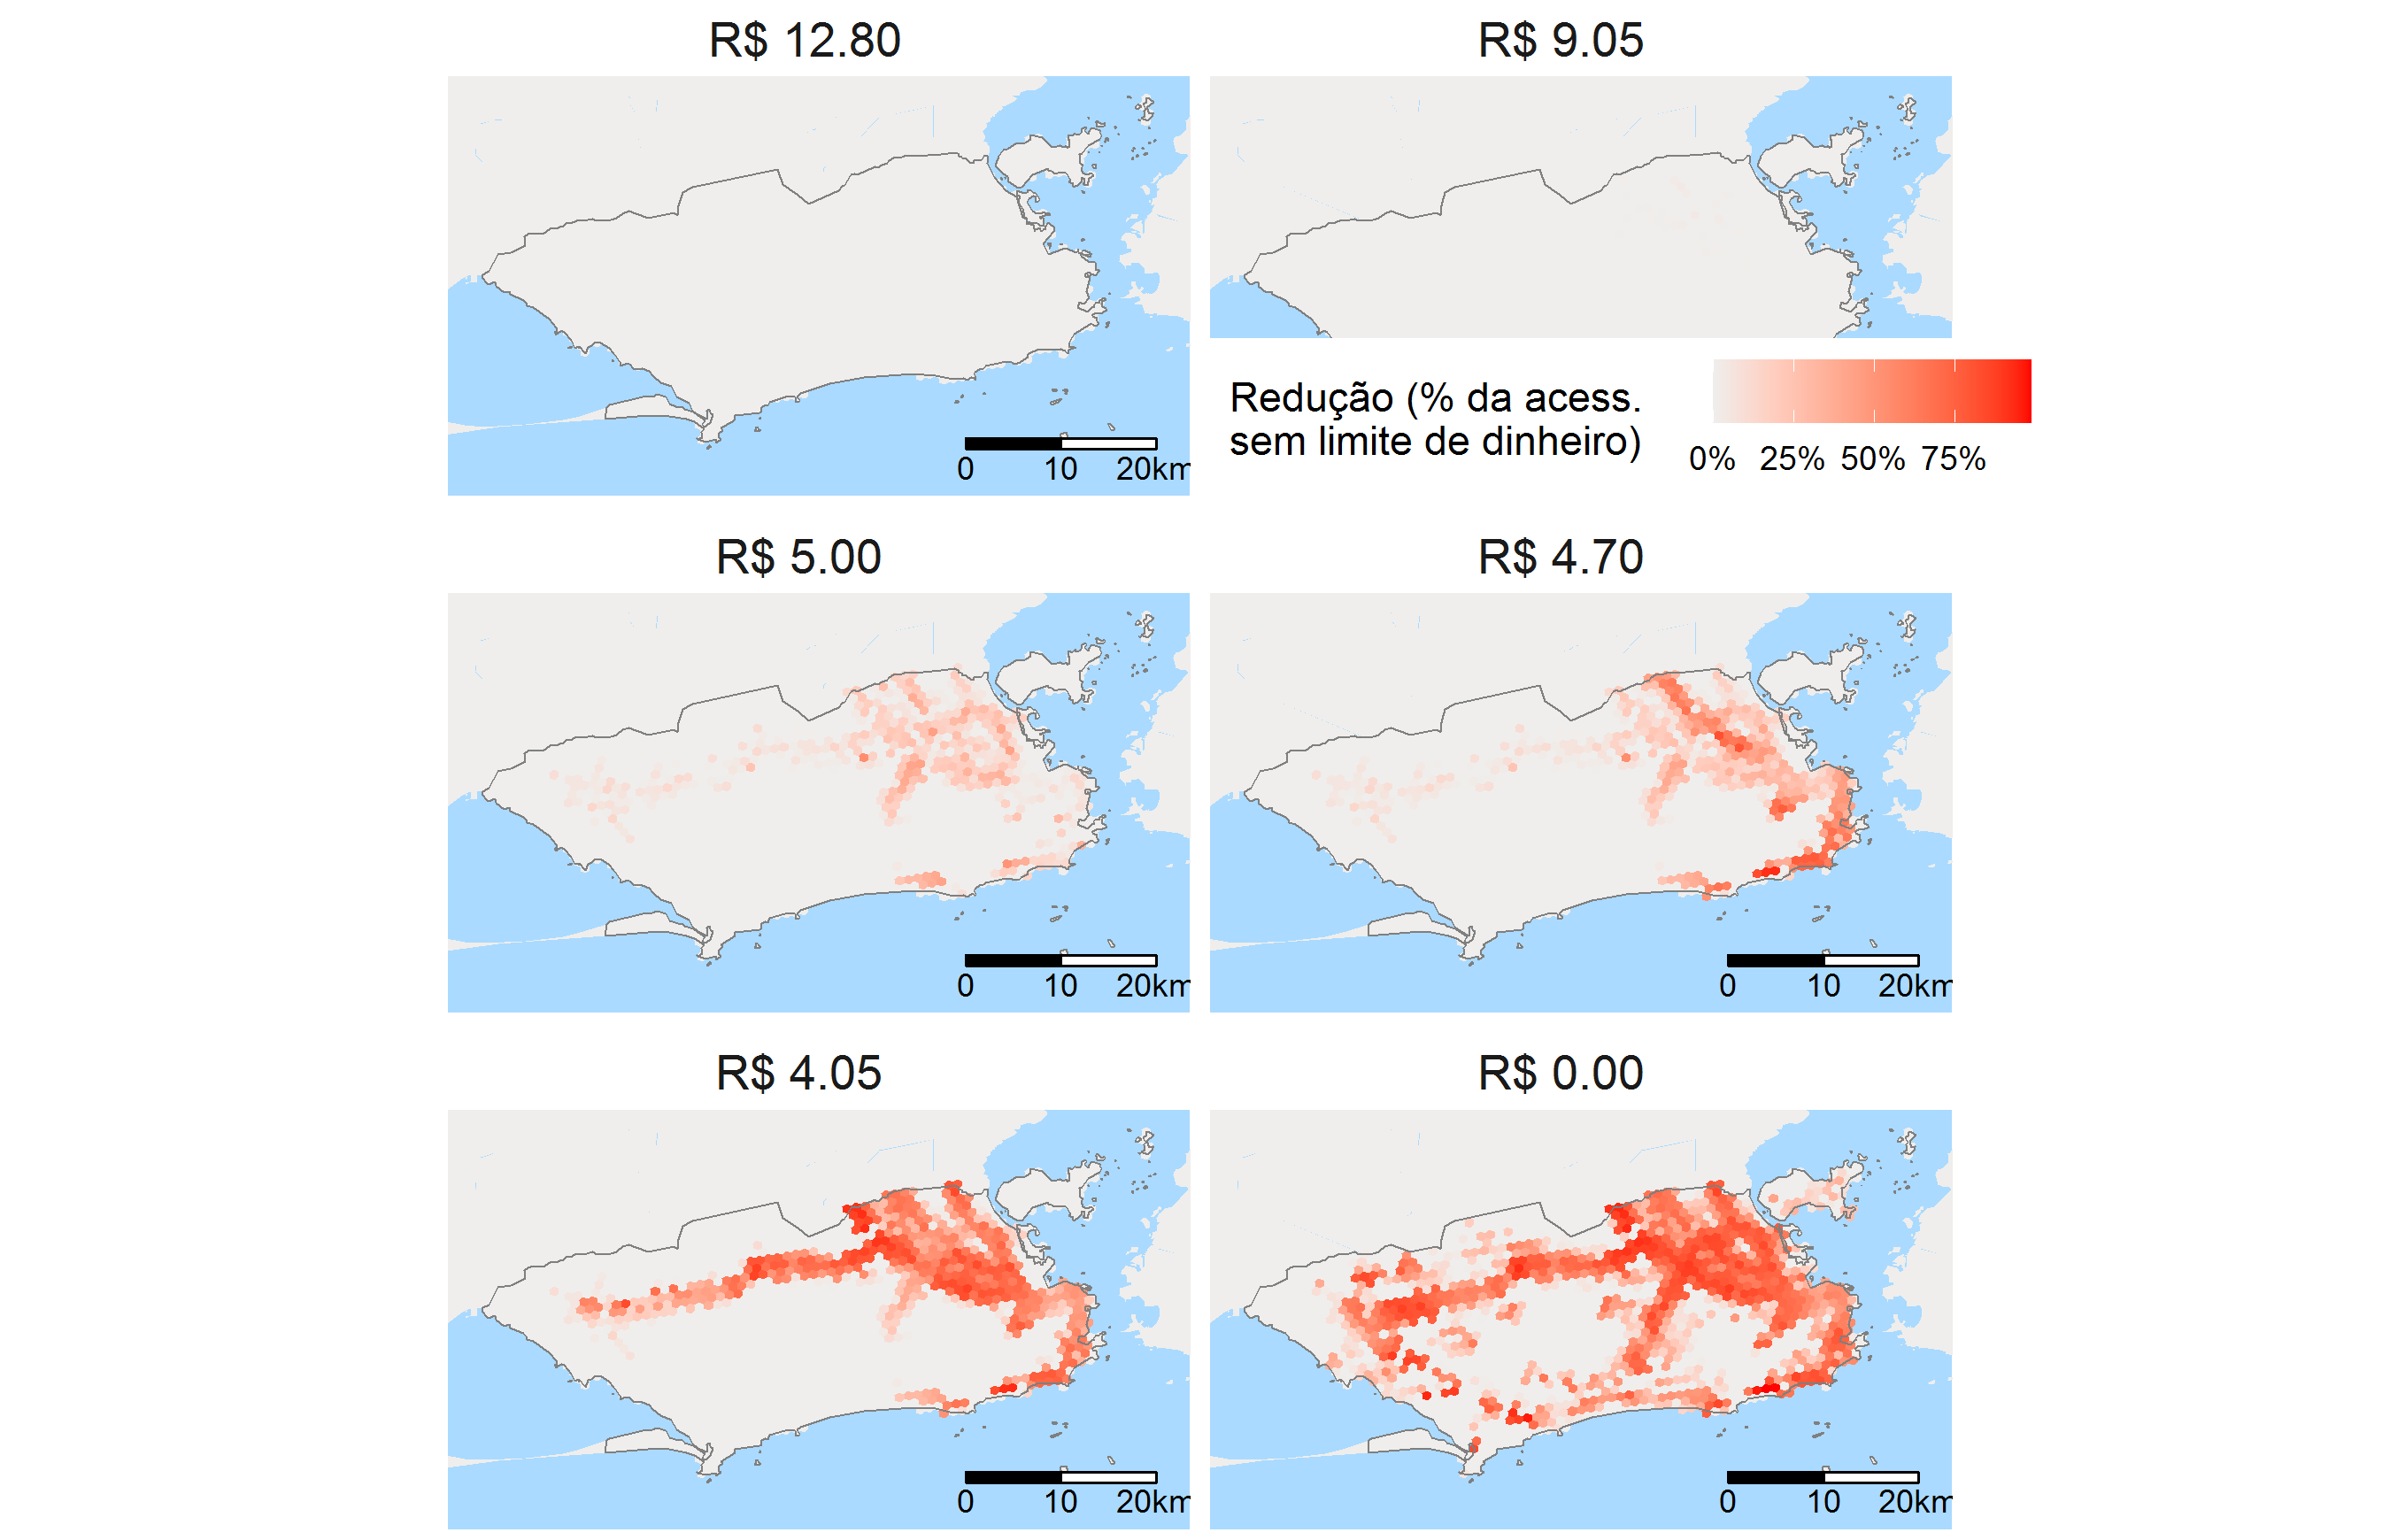 R$ 12.80
R$ 9.05
0 10 20km
Redução (% da acess.
sem limite de dinheiro)
0% 25% 50% 75%
R$ 5.00
R$ 4.70
0 10 20km
0 10 20km
R$ 4.05
R$ 0.00
0 10 20km
0 10 20km